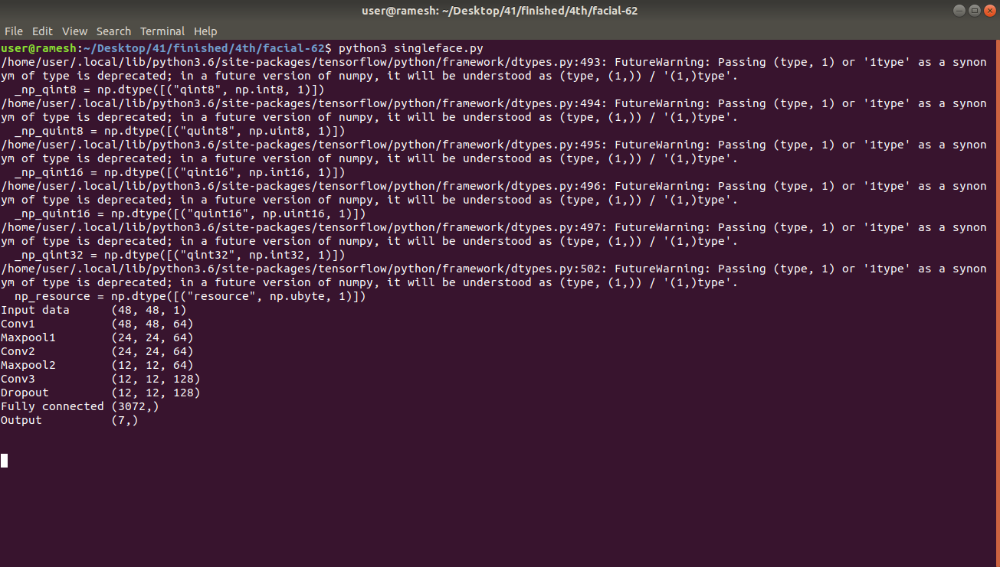 user@ramesh: ~/Desktop/41/finished/4th/facial-62
File Edit View Search Terminal Help
user@ramesh:~/Desktop/41/finished/4th/facial-62$ python3 singleface.py
/home/user/.local/lib/python3.6/site-packages/tensorflow/python/framework/dtypes.py:493: FutureWarning: Passing (type, 1) or '1type' as a synon
ym of type is deprecated; in a future version of numpy, it will be understood as (type, (1,)) / '(1,)type'.
  _np_qint8 = np.dtype([("qint8", np.int8, 1)])
/home/user/.local/lib/python3.6/site-packages/tensorflow/python/framework/dtypes.py:494: FutureWarning: Passing (type, 1) or '1type' as a synon
ym of type is deprecated; in a future version of numpy, it will be understood as (type, (1,)) / '(1,)type'.
  _np_quint8 = np.dtype([("quint8", np.uint8, 1)])
/home/user/.local/lib/python3.6/site-packages/tensorflow/python/framework/dtypes.py:495: FutureWarning: Passing (type, 1) or '1type' as a synon
ym of type is deprecated; in a future version of numpy, it will be understood as (type, (1,)) / '(1,)type'.
  _np_qint16 = np.dtype([("qint16", np.int16, 1)])
/home/user/.local/lib/python3.6/site-packages/tensorflow/python/framework/dtypes.py:496: FutureWarning: Passing (type, 1) or '1type' as a synon
ym of type is deprecated; in a future version of numpy, it will be understood as (type, (1,)) / '(1,)type'.
  _np_quint16 = np.dtype([("quint16", np.uint16, 1)])
/home/user/.local/lib/python3.6/site-packages/tensorflow/python/framework/dtypes.py:497: FutureWarning: Passing (type, 1) or '1type' as a synon
ym of type is deprecated; in a future version of numpy, it will be understood as (type, (1,)) / '(1,)type'.
  _np_qint32 = np.dtype([("qint32", np.int32, 1)])
/home/user/.local/lib/python3.6/site-packages/tensorflow/python/framework/dtypes.py:502: FutureWarning: Passing (type, 1) or '1type' as a synon
ym of type is deprecated; in a future version of numpy, it will be understood as (type, (1,)) / '(1,)type'.
  np_resource = np.dtype([("resource", np.ubyte, 1)])
Input data      (48, 48, 1)
Conv1           (48, 48, 64)
Maxpool1        (24, 24, 64)
Conv2           (24, 24, 64)
Maxpool2        (12, 12, 64)
Conv3           (12, 12, 128)
Dropout         (12, 12, 128)
Fully connected (3072,)
Output          (7,)